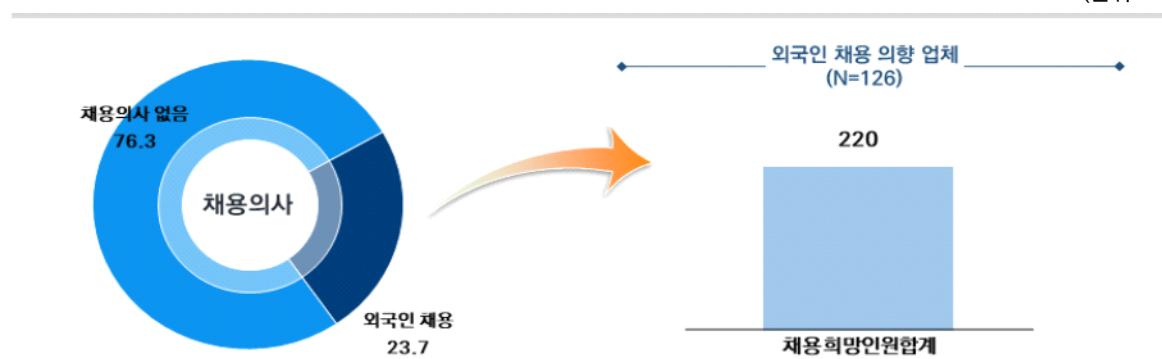 외국인 채용 의향 업체
(N=126)
채용의사 없음
76.3
220
채용의사
외국인 채용
23.7
채용희망인원합계